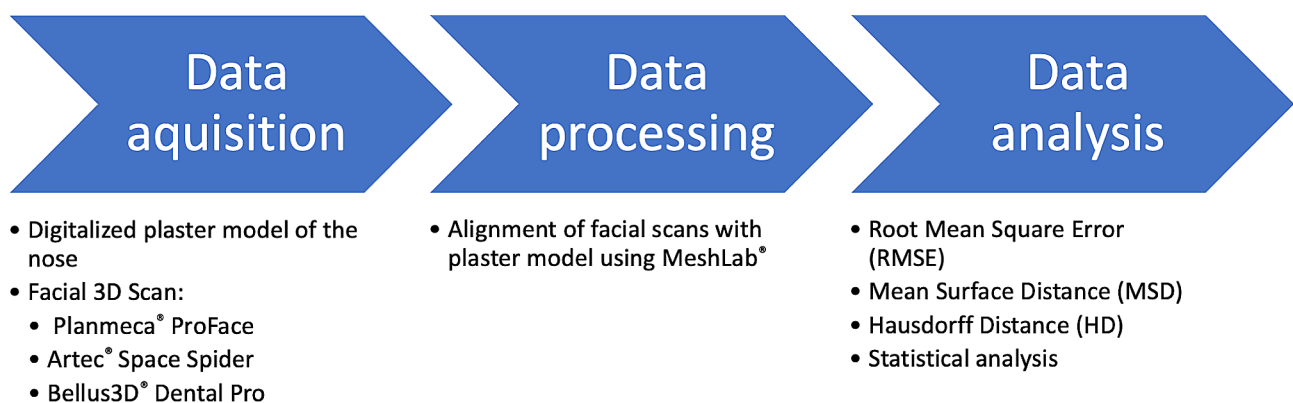 Data
aquisition
Data
processing
Data
analysis
• Digitalized plaster model of the
nose
• Facial 3D Scan:
• Planmeca® ProFace
• Artec® Space Spider
• Bellus3D® Dental Pro
• Alignment of facial scans with
plaster model using MeshLab®
• Root Mean Square Error
(RMSE)
• Mean Surface Distance (MSD)
• Hausdorff Distance (HD)
• Statistical analysis